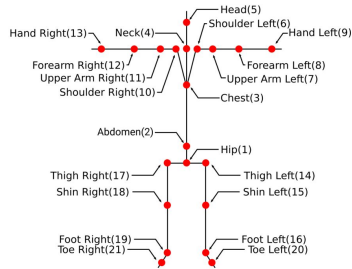 Head(5)
Shoulder Left(6)
Hand Right(13)
Neck(4)
Hand Left(9)
Forearm Right(12)
Forearm Left(8)
Upper Arm Right(11)
Upper Arm Left(7)
Shoulder Right(10)
Chest(3)
Abdomen(2)
Hip(1)
Thigh Right(17)
Thigh Left(14)
Shin Right(18)
Shin Left(15)
Foot Right(19)
Foot Left(16)
Toe Right(21)
Toe Left(20)